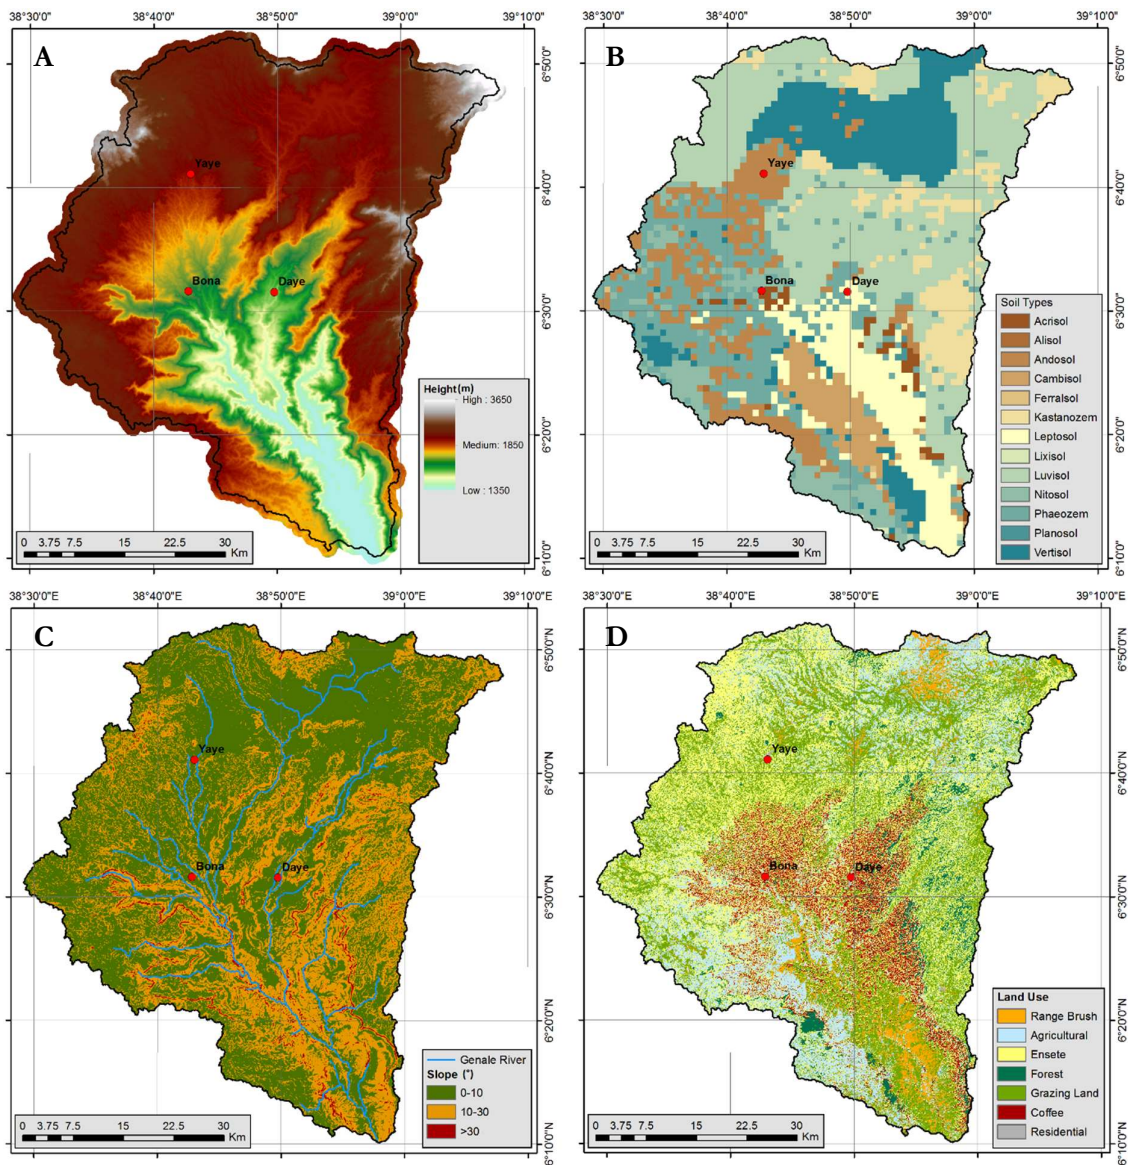 38°30'0"
38°40'0"
38°50'0"
39°0'0"
39°10'0"
A
6°50'0"
6°40'0"
6°30'0"
6°20'0"
6°10'0"
Yaye
Bona
Daye
Height(m)
High : 3650
Medium: 1850
Low : 1350
0 3.75 7.5 15 22.5 30
Km
38°30'0"
38°40'0"
38°50'0"
39°0'0"
39°10'0"
B
6°50'0"
6°40'0"
6°30'0"
6°20'0"
6°10'0"
Yaye
Bona
Daye
Soil Types
Acrisol
Alisol
Andosol
Cambisol
Ferralsol
Kastanozem
Leptosol
Lixisol
Luvisol
Nitosol
Phaeozem
Planosol
Vertisol
0 3.75 7.5 15 22.5 30
Km
38°30'0"E
38°40'0"E
38°50'0"E
39°0'0"E
39°10'0"E
C
6°50'0"N
6°40'0"N
6°30'0"N
6°20'0"N
6°10'0"N
Yaye
Bona
Daye
Genale River
Slope (°)
0-10
10-30
>30
0 3.75 7.5 15 22.5 30
Km
38°30'0"E
38°40'0"E
38°50'0"E
39°0'0"E
39°10'0"E
D
6°50'0"N
6°40'0"N
6°30'0"N
6°20'0"N
6°10'0"N
Yaye
Bona
Daye
Land Use
Range Brush
Agricultural
Ensete
Forest
Grazing Land
Coffee
Residential
0 3.75 7.5 15 22.5 30
Km